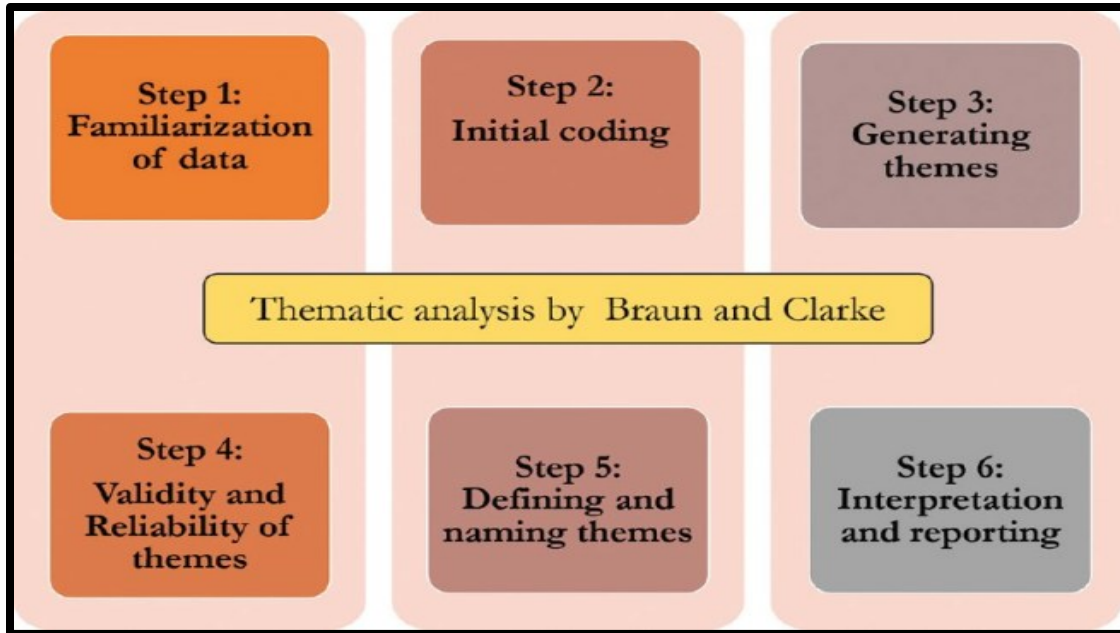 Step 1:
Familiarization
of data
Step 2:
Initial coding
Step 3:
Generating
themes
Thematic analysis by Braun and Clarke
Step 4:
Validity and
Reliability of
themes
Step 5:
Defining and
naming themes
Step 6:
Interpretation
and reporting